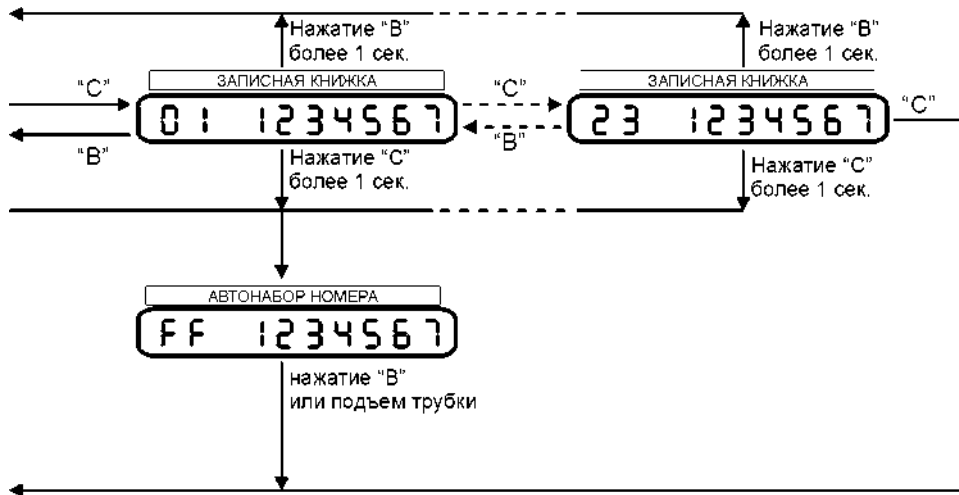 Нажатие “B”
более 1 сек.
Нажатие “B”
более 1 сек.
ЗАПИСНАЯ КНИЖКА
ЗАПИСНАЯ КНИЖКА
“C”
01 1234567
“C”
23 1234567
“C”
“B”
“B”
Нажатие “C”
более 1 сек.
Нажатие “C”
более 1 сек.
АВТОНАБОР НОМЕРА
FF 1234567
нажатие “B”
или подъем трубки